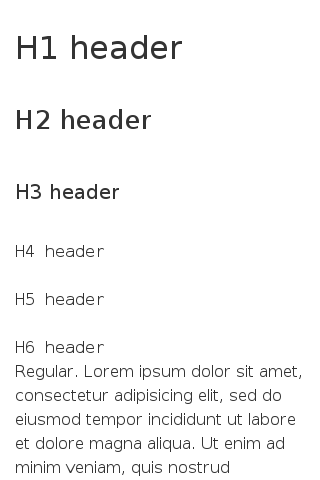 H1 header
H2 header
H3 header
H4 header
H5 header
H6 header
Regular. Lorem ipsum dolor sit amet,
consectetur adipisicing elit, sed do
eiusmod tempor incididunt ut labore
et dolore magna aliqua. Ut enim ad
minim veniam, quis nostrud